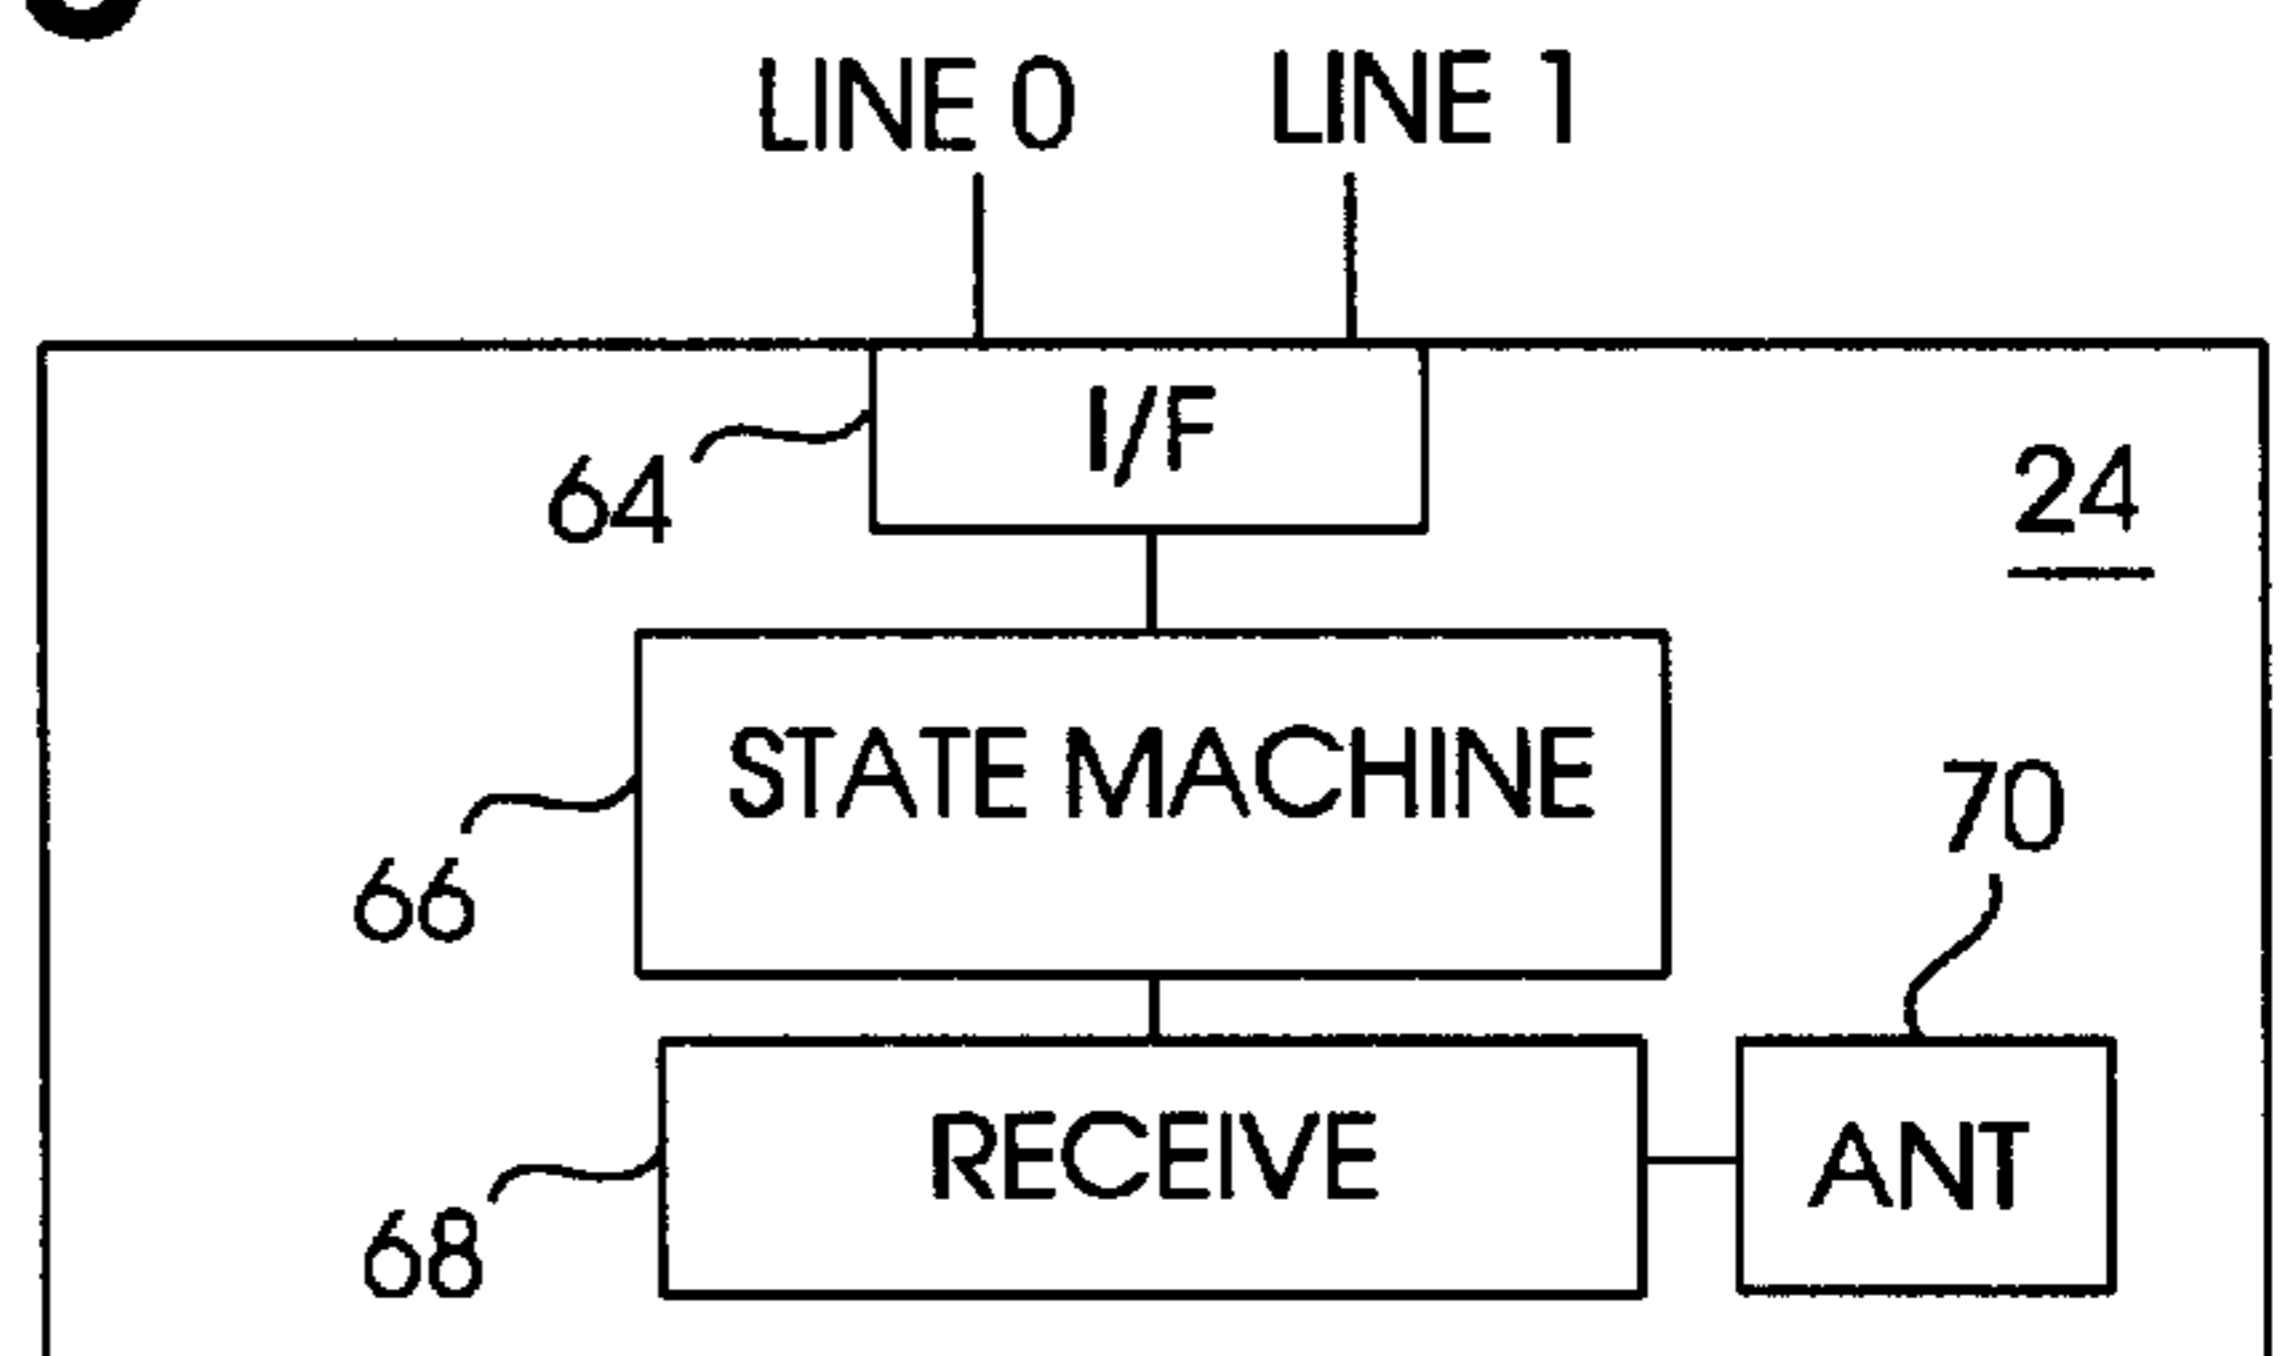 LINE 0 LINE 1
I/F
64
24
STATE MACHINE
70
66
RECEIVE
ANT
68